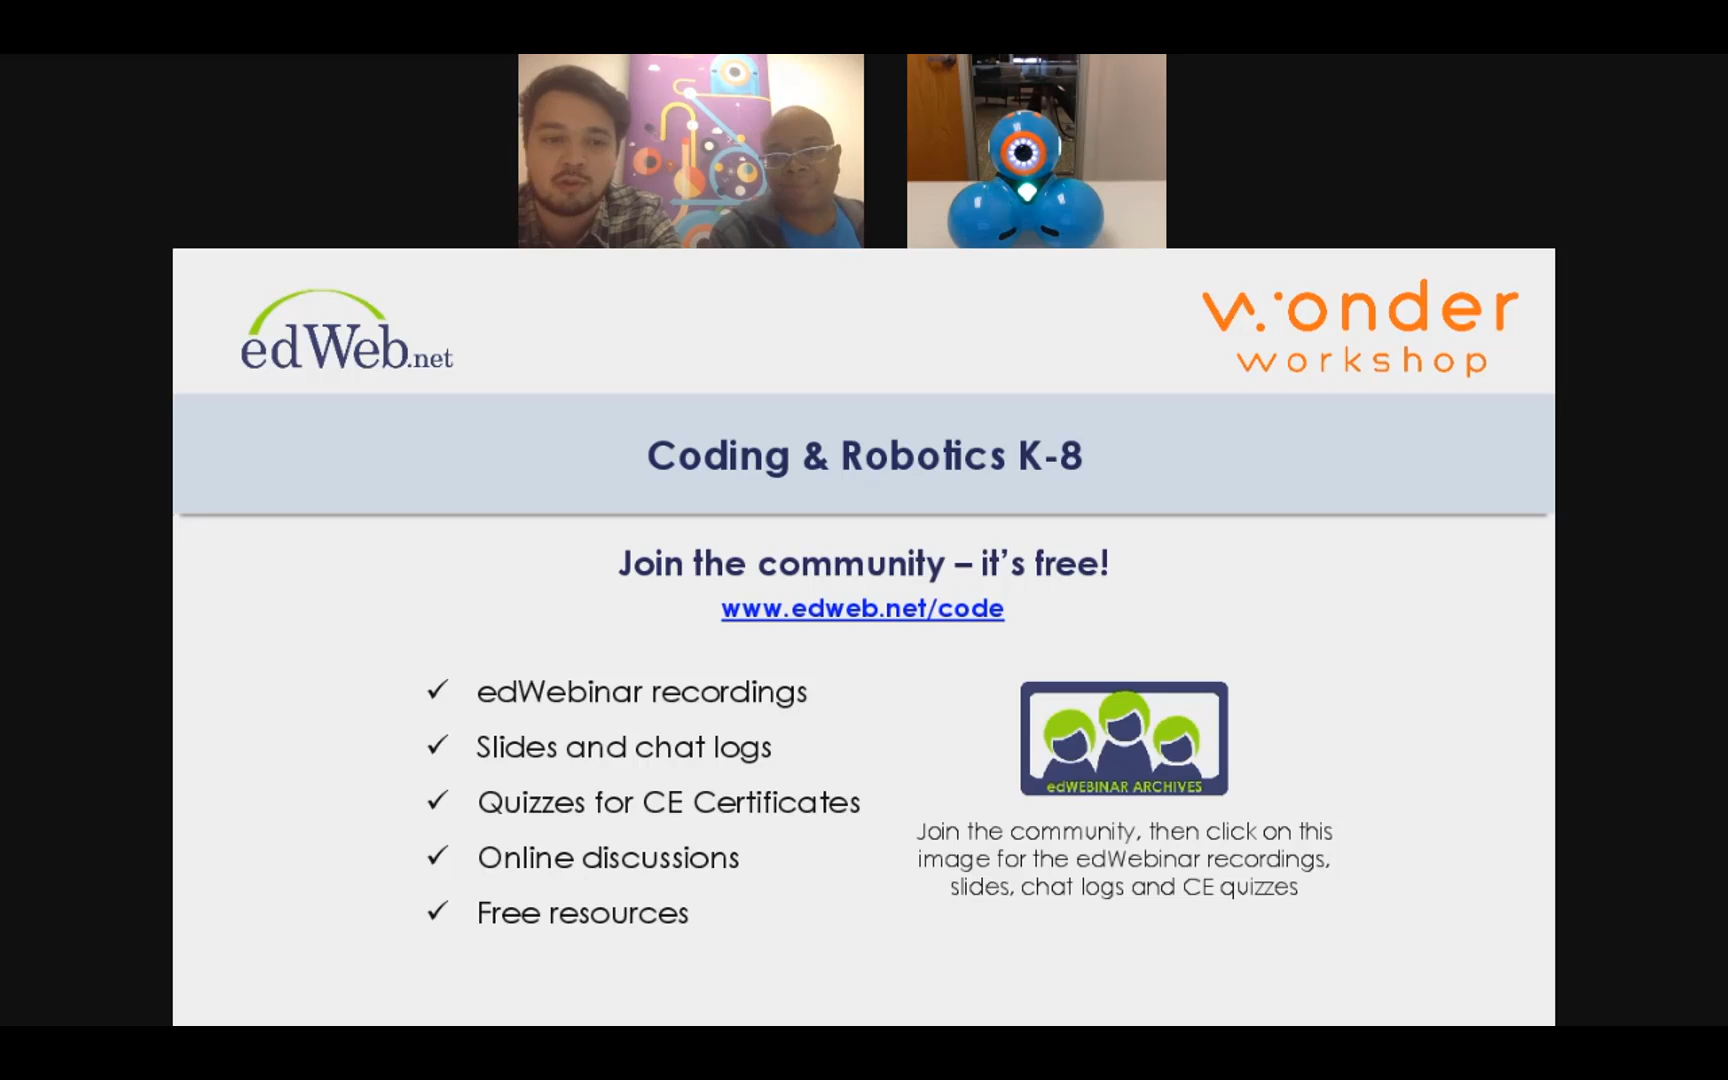 edWeb.net
wonder
workshop
Coding & Robotics K-8
Join the community – it's free!
www.edweb.net/code
✓ edWebinar recordings
✓ Slides and chat logs
✓ Quizzes for CE Certificates
✓ Online discussions
✓ Free resources
edWEBINAR ARCHIVES
Join the community, then click on this
image for the edWebinar recordings,
slides, chat logs and CE quizzes